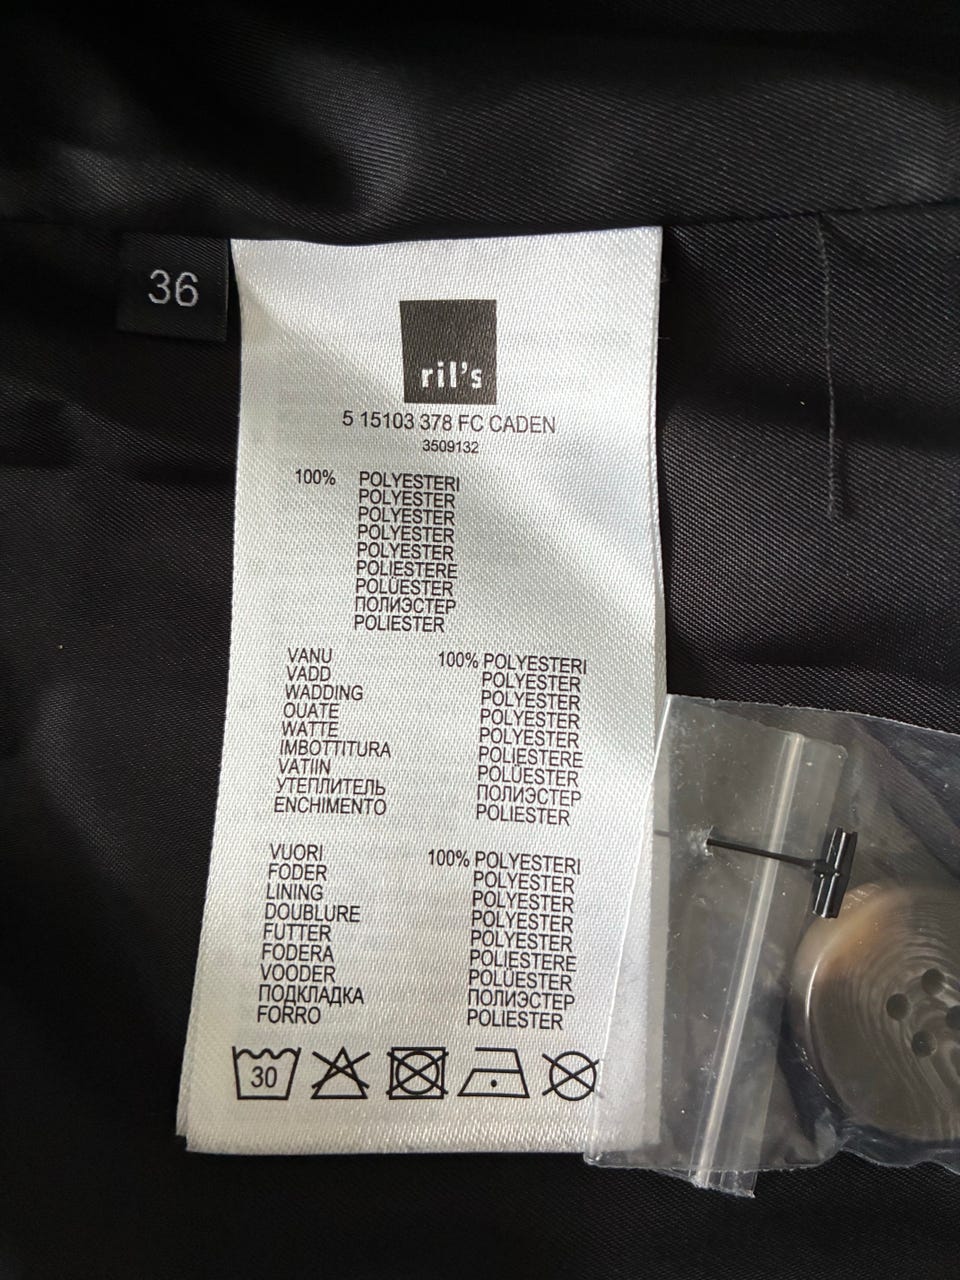 36
ril's
5 15103 378 FC CADEN
3509132
100% POLYESTERI
POLYESTER
POLYESTER
POLYESTER
POLYESTER
POLIESTERE
POLÜESTER
ПОЛИЭСТЕР
POLIESTER
VANU 100% POLYESTERI
VADD POLYESTER
WADDING POLYESTER
OUATE POLYESTER
WATTE POLYESTER
IMBOTTITURA POLIESTERE
VATIIN POLÜESTER
УТЕПЛИТЕЛЬ ПОЛИЭСТЕР
ENCHIMENTO POLIESTER
VUORI 100% POLYESTERI
FODER POLYESTER
LINING POLYESTER
DOUBLURE POLYESTER
FUTTER POLYESTER
FODERA POLIESTERE
VOODER POLÜESTER
ПОДКЛАДКА ПОЛИЭСТЕР
FORRO POLIESTER
30